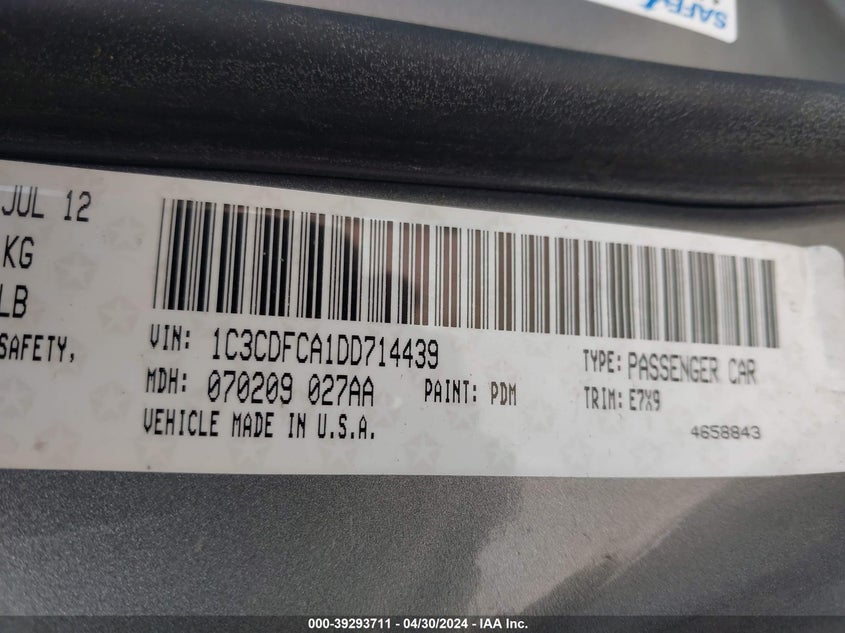 SAFE
JUL 12
KG
LB
SAFETY,
VIN: 1C3CDFCA1DD714439
TYPE: PASSENGER CAR
MDH: 070209 027AA
PAINT: PDM
TRIM: E7X9
VEHICLE MADE IN U.S.A.
4658843
000-39293711 - 04/30/2024 - IAA Inc.